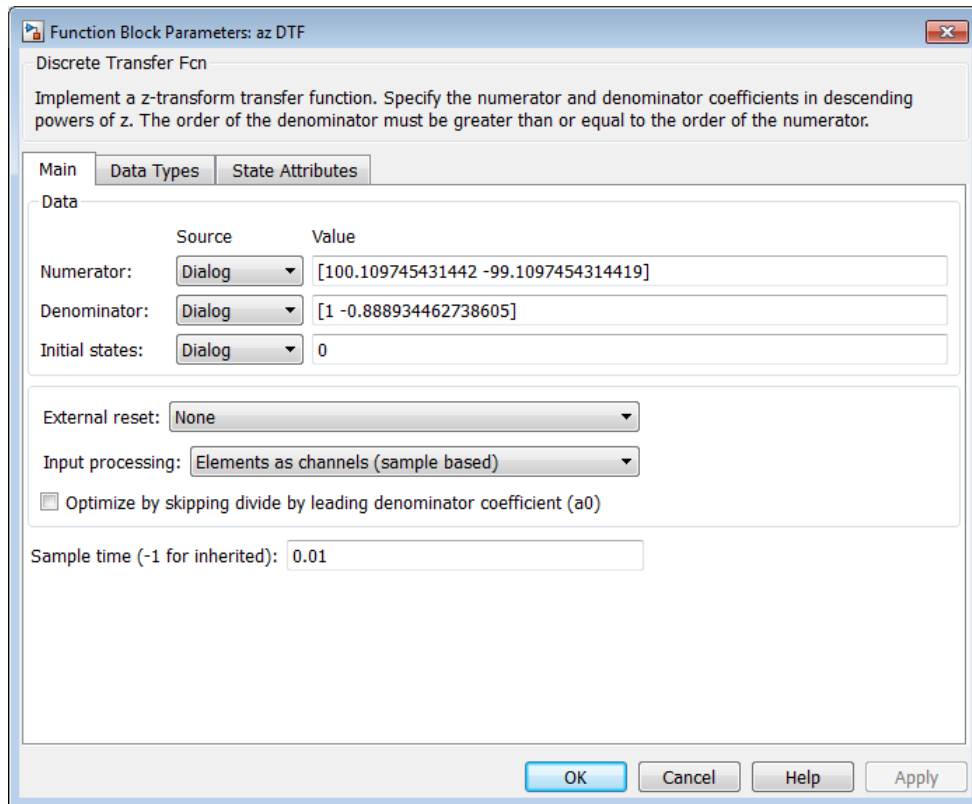 Function Block Parameters: az DTF
Discrete Transfer Fcn
Implement a z-transform transfer function. Specify the numerator and denominator coefficients in descending
powers of z. The order of the denominator must be greater than or equal to the order of the numerator.
Main Data Types State Attributes
Data
Source Value
Numerator: Dialog [100.109745431442 -99.1097454314419]
Denominator: Dialog [1 -0.888934462738605]
Initial states: Dialog 0
External reset: None
Input processing: Elements as channels (sample based)
Optimize by skipping divide by leading denominator coefficient (a0)
Sample time (-1 for inherited): 0.01
OK Cancel Help Apply